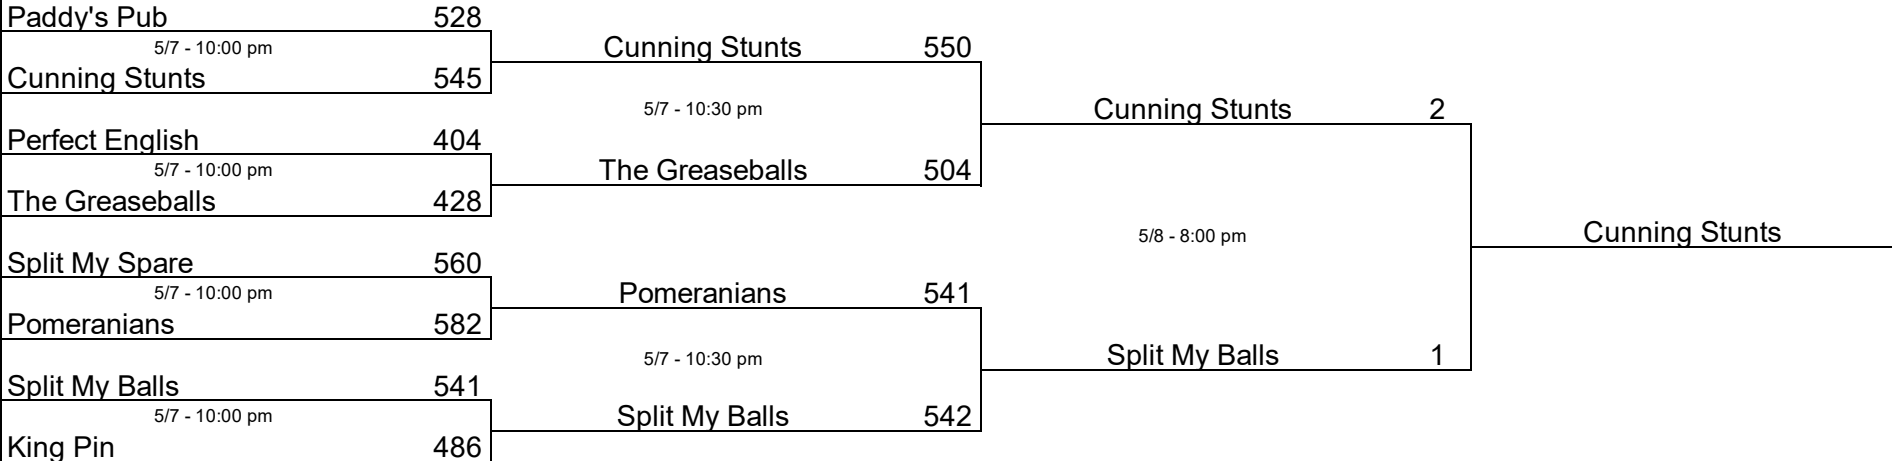 Paddy's Pub 528
5/7 - 10:00 pm
Cunning Stunts 545
Perfect English 404
5/7 - 10:00 pm
The Greaseballs 428
Split My Spare 560
5/7 - 10:00 pm
Pomeranians 582
Split My Balls 541
5/7 - 10:00 pm
King Pin 486
Cunning Stunts 550
5/7 - 10:30 pm
The Greaseballs 504
Pomeranians 541
5/7 - 10:30 pm
Split My Balls 542
Cunning Stunts 2
5/8 - 8:00 pm
Split My Balls 1
Cunning Stunts